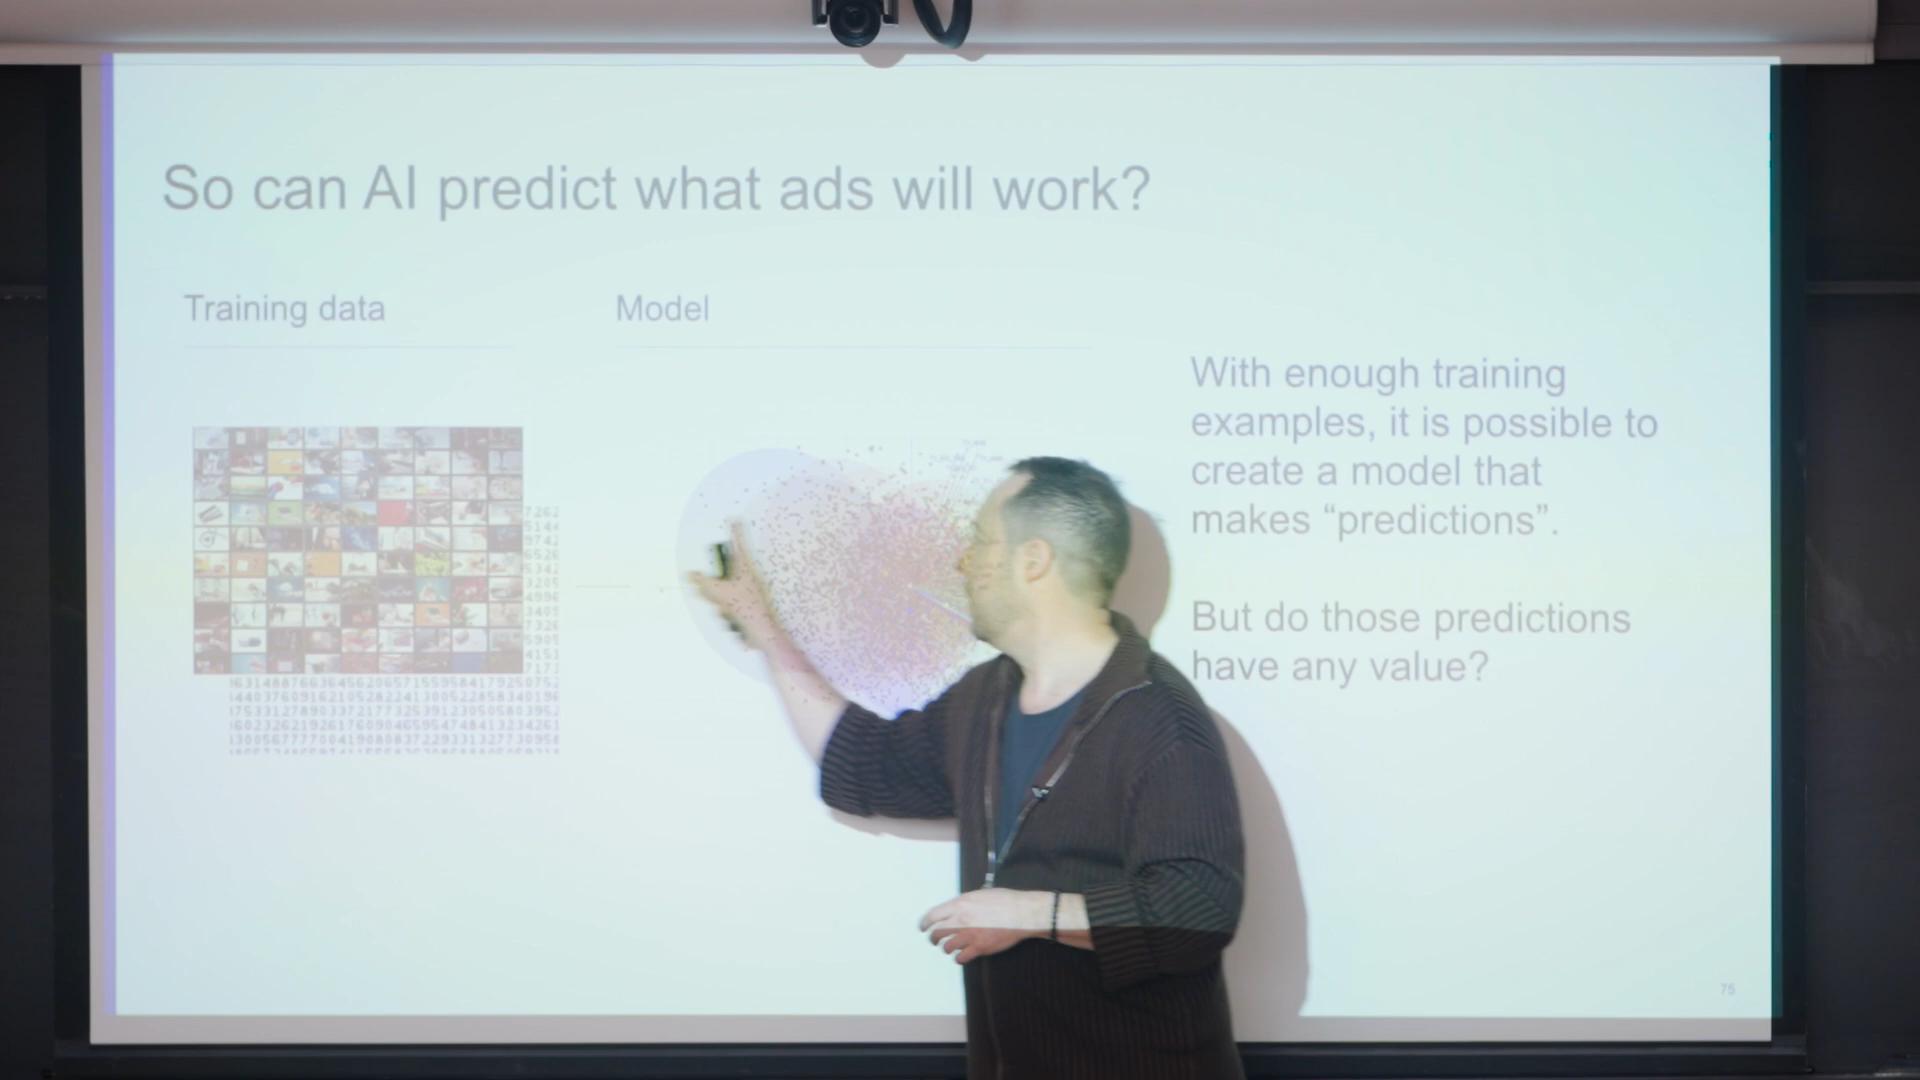 So can AI predict what ads will work?
Training data
Model
With enough training
examples, it is possible to
create a model that
makes “predictions”.
But do those predictions
have any value?
75